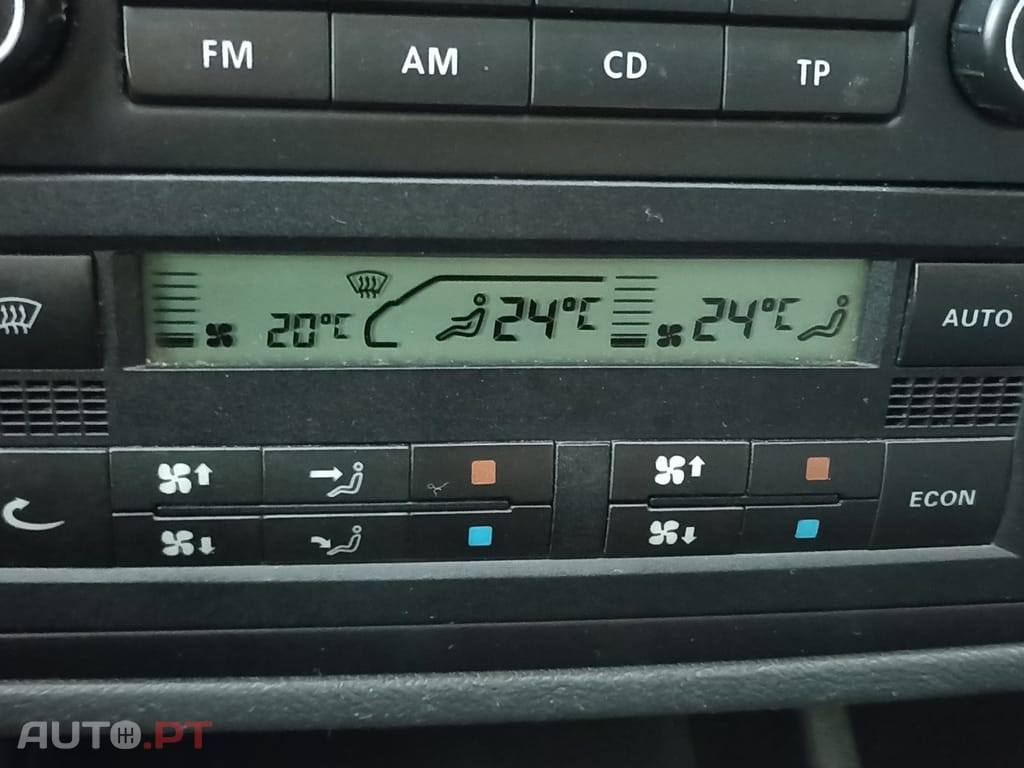 FM AM CD TP
20°C 24°C 24°C
AUTO
ECON
AUTO.PT